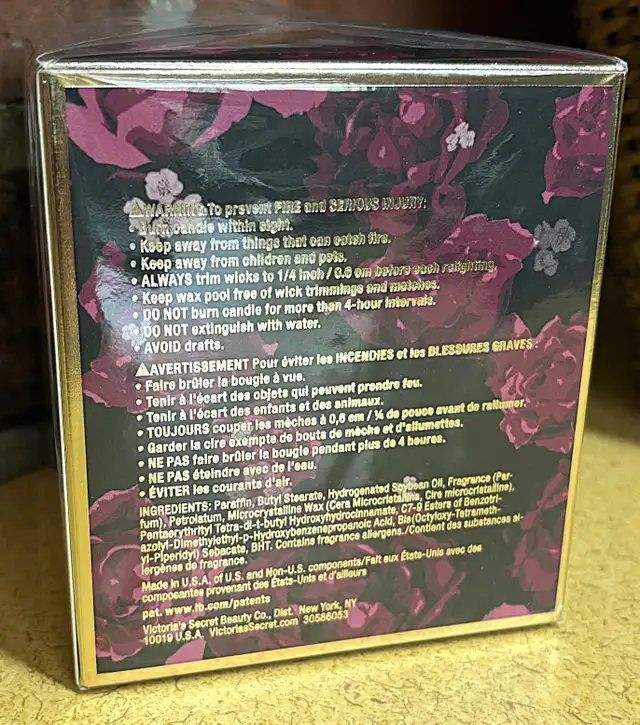 ⚠WARNING: To prevent FIRE and SERIOUS INJURY:
• Burn candle within sight.
• Keep away from things that can catch fire.
• Keep away from children and pets.
• ALWAYS trim wicks to 1/4 inch / 0.6 cm before each relighting.
• Keep wax pool free of wick trimmings and matches.
• DO NOT burn candle for more than 4-hour intervals.
• DO NOT extinguish with water.
• AVOID drafts.
⚠AVERTISSEMENT Pour éviter les INCENDIES et les BLESSURES GRAVES :
• Faire brûler la bougie à vue.
• Tenir à l'écart des objets qui peuvent prendre feu.
• Tenir à l'écart des enfants et des animaux.
• TOUJOURS couper les mèches à 0,6 cm / ¼ de pouce avant de rallumer.
• Garder la cire exempte de bouts de mèche et d'allumettes.
• NE PAS faire brûler la bougie pendant plus de 4 heures.
• NE PAS éteindre avec de l'eau.
• ÉVITER les courants d'air.
INGREDIENTS: Paraffin, Butyl Stearate, Hydrogenated Soybean Oil, Fragrance (Par-
fum), Petrolatum, Microcrystalline Wax (Cera Microcristallina, Cire microcristalline),
Pentaerythrityl Tetra-di-t-butyl Hydroxyhydrocinnamate, C7-9 Esters of Benzotri-
azolyl-Dimethylethyl-p-Hydroxybenzenepropanoic Acid, Bis(Octyloxy-Tetrameth-
yl-Piperidyl) Sebacate, BHT. Contains fragrance allergens./Contient des substances al-
lergènes de fragrance.
Made in U.S.A. of U.S. and Non-U.S. components/Fait aux États-Unis avec des
composantes provenant des États-Unis et d'ailleurs
pat. www.lb.com/patents
Victoria's Secret Beauty Co., Dist. New York, NY
10019 U.S.A. VictoriasSecret.com 30586053